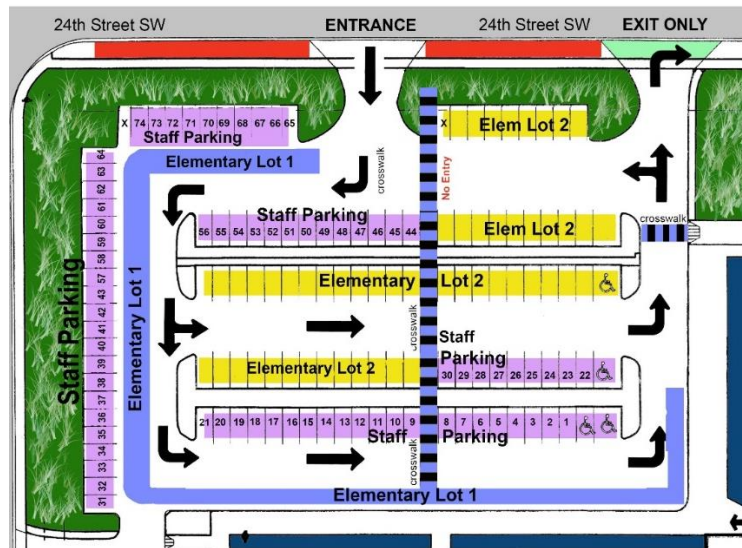 24th Street SW
ENTRANCE
24th Street SW
EXIT ONLY
X 74 73 72 71 70 69 68 67 66 65
Staff Parking
X
Elem Lot 2
Elementary Lot 1
crosswalk
No Entry
64
63
62
61
60
59
58
57
43
42
41
40
39
38
37
36
35
34
33
32
31
Staff Parking
Elementary Lot 1
Staff Parking
56 55 54 53 52 51 50 49 48 47 46 45 44
Elem Lot 2
crosswalk
Elementary Lot 2
crosswalk
Staff
Parking
Elementary Lot 2
30 29 28 27 26 25 24 23 22
21 20 19 18 17 16 15 14 13 12 11 10 9
8 7 6 5 4 3 2 1
Staff Parking
crosswalk
Elementary Lot 1